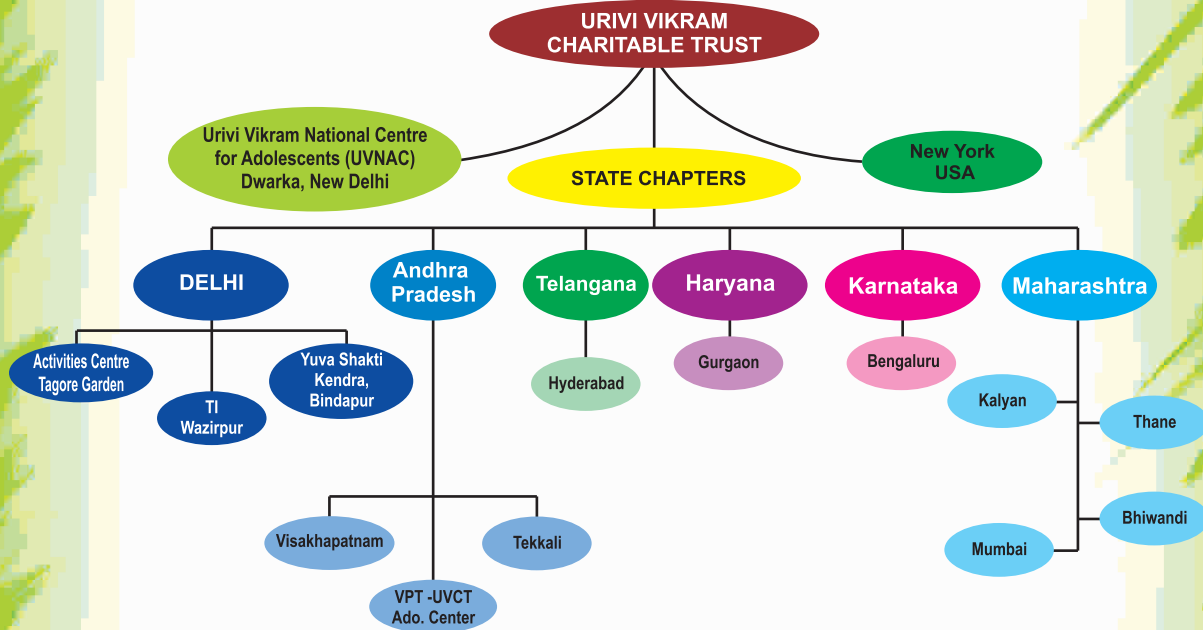 URIVI VIKRAM
CHARITABLE TRUST
Urivi Vikram National Centre
for Adolescents (UVNAC)
Dwarka, New Delhi
STATE CHAPTERS
New York
USA
DELHI
Andhra
Pradesh
Telangana
Haryana
Karnataka
Maharashtra
Activities Centre
Tagore Garden
TI
Wazirpur
Yuva Shakti
Kendra,
Bindapur
Hyderabad
Gurgaon
Bengaluru
Kalyan
Thane
Bhiwandi
Mumbai
Visakhapatnam
Tekkali
VPT -UVCT
Ado. Center